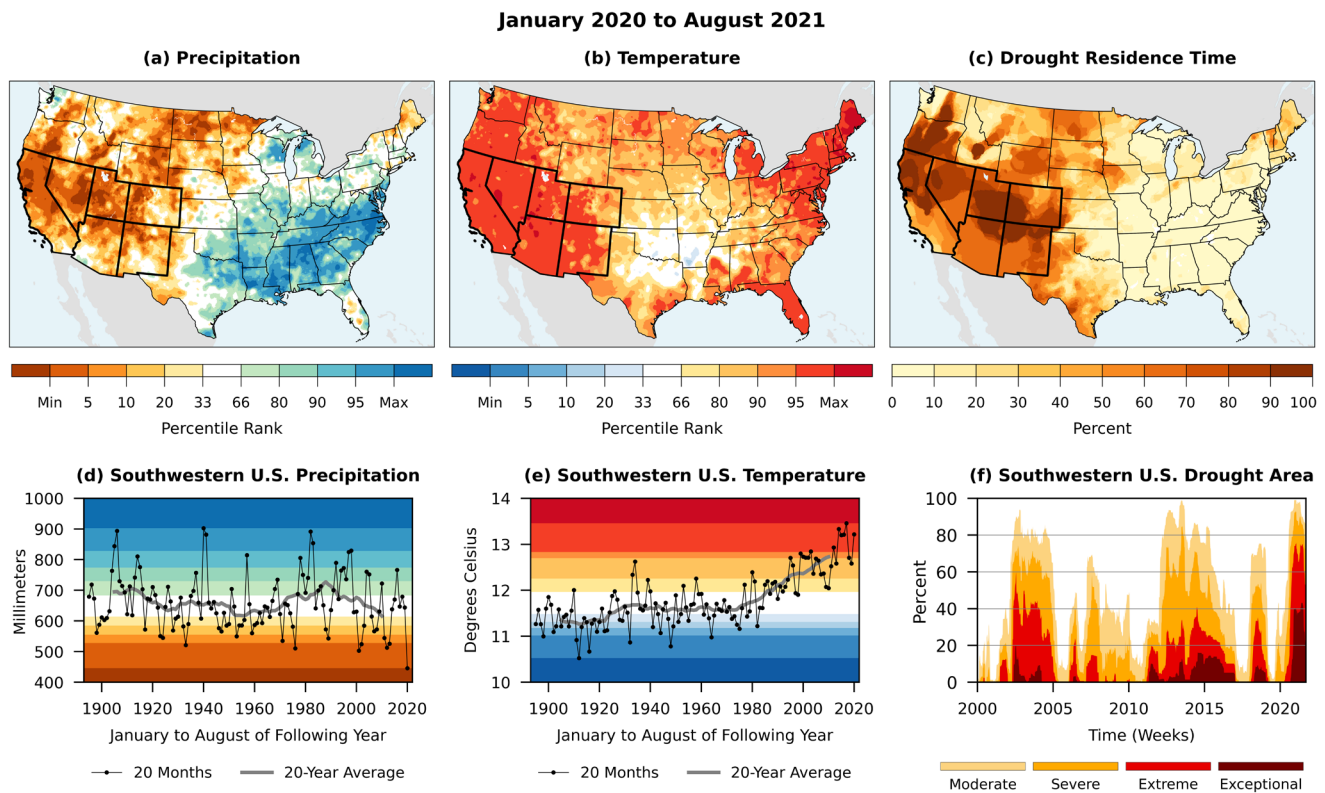 January 2020 to August 2021
(a) Precipitation
(b) Temperature
(c) Drought Residence Time
Min 5 10 20 33 66 80 90 95 Max
Percentile Rank
Min 5 10 20 33 66 80 90 95 Max
Percentile Rank
0 10 20 30 40 50 60 70 80 90 100
Percent
(d) Southwestern U.S. Precipitation
1000
900
800
700
600
500
400
Millimeters
1900 1920 1940 1960 1980 2000 2020
January to August of Following Year
20 Months 20-Year Average
(e) Southwestern U.S. Temperature
14
13
12
11
10
Degrees Celsius
1900 1920 1940 1960 1980 2000 2020
January to August of Following Year
20 Months 20-Year Average
(f) Southwestern U.S. Drought Area
100
80
60
40
20
0
Percent
2000 2005 2010 2015 2020
Time (Weeks)
Moderate Severe Extreme Exceptional